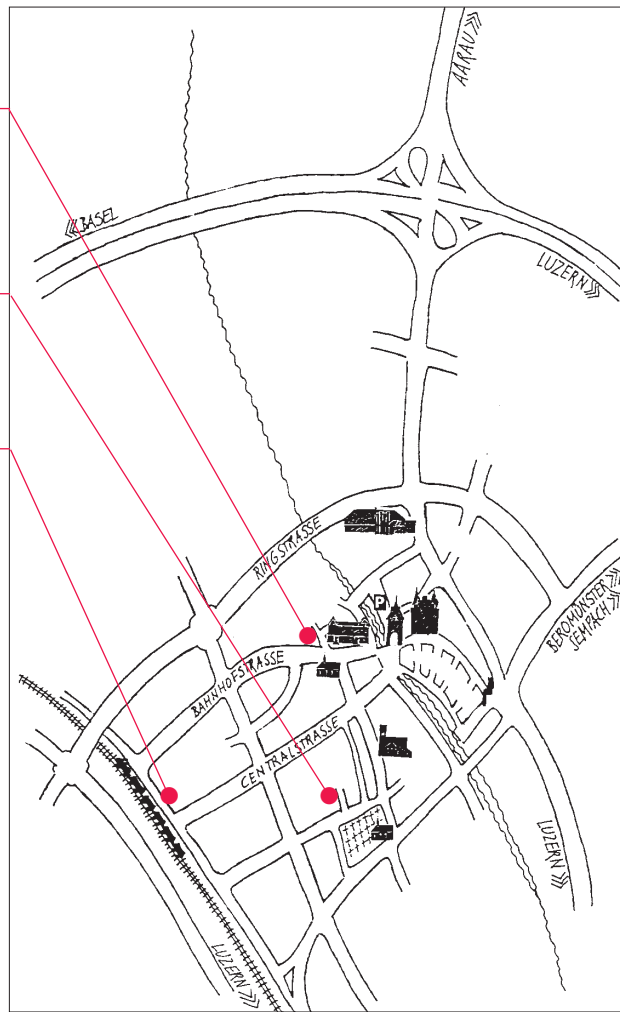 AARAU
BASEL
LUZERN
RINGSTRASSE
P
BEROMÜNSTER
SEMPACH
BAHNHOFSTRASSE
CENTRALSTRASSE
LUZERN
LUZERN